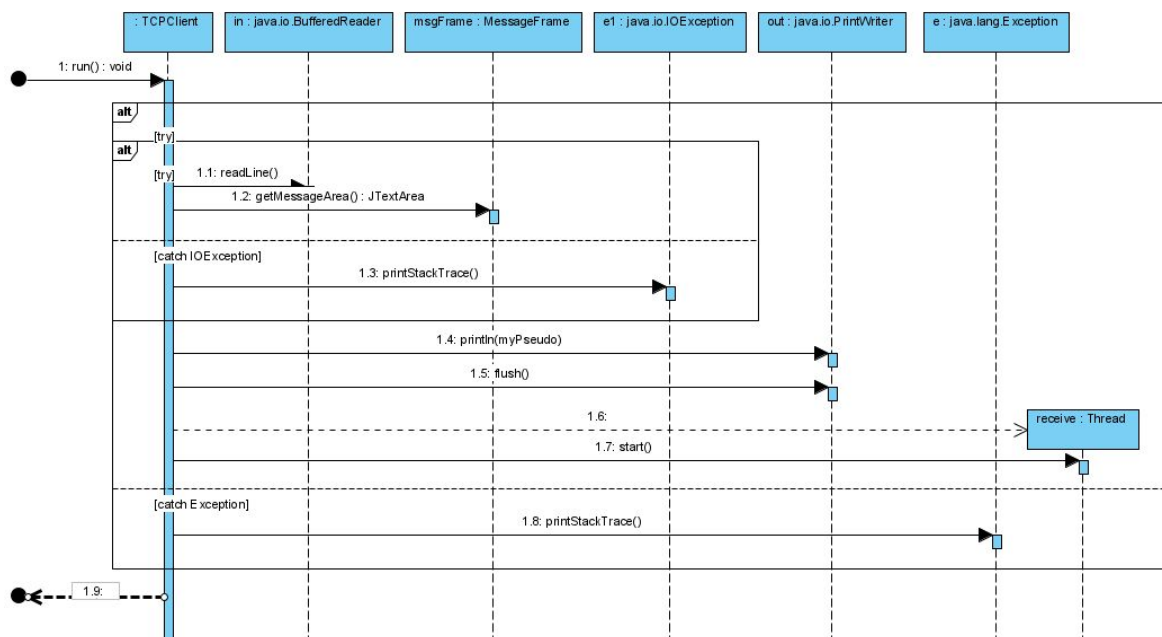 : TCPClient
in : java.io.BufferedReader
msgFrame : MessageFrame
e1 : java.io.IOException
out : java.io.PrintWriter
e : java.lang.Exception
1: run() : void
alt
[try]
alt
[try]
1.1: readLine()
1.2: getMessageArea() : JTextArea
[catch IOException]
1.3: printStackTrace()
1.4: println(myPseudo)
1.5: flush()
1.6:
receive : Thread
1.7: start()
[catch Exception]
1.8: printStackTrace()
1.9: